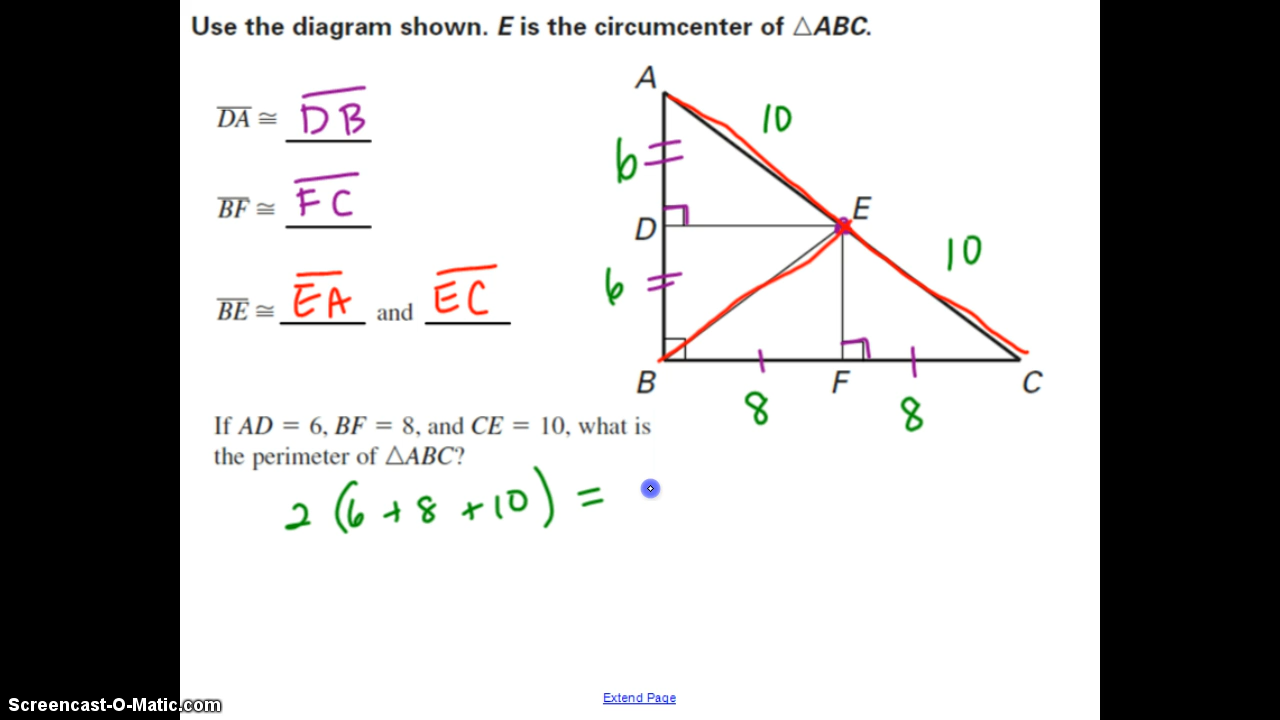 Use the diagram shown. E is the circumcenter of △ABC.
A
10
DA ≅ DB
6
BF ≅ FC
E
D
10
6
BE ≅ EA and EC
B
F
C
8
8
If AD = 6, BF = 8, and CE = 10, what is
the perimeter of △ABC?
2 (6 + 8 + 10) =
Extend Page
Screencast-O-Matic.com